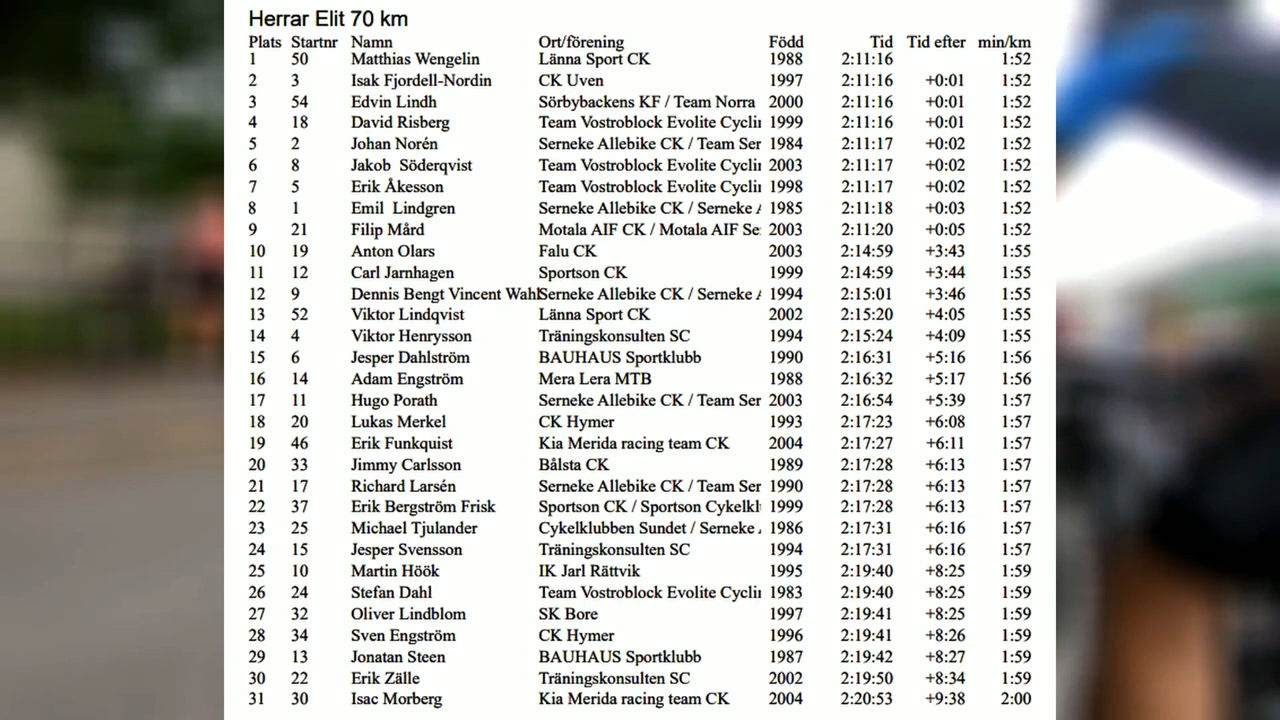 Herrar Elit 70 km
Plats Startnr Namn Ort/förening Född Tid Tid efter min/km
1 50 Matthias Wengelin Länna Sport CK 1988 2:11:16 1:52
2 3 Isak Fjordell-Nordin CK Uven 1997 2:11:16 +0:01 1:52
3 54 Edvin Lindh Sörbybackens KF / Team Norra 2000 2:11:16 +0:01 1:52
4 18 David Risberg Team Vostroblock Evolite Cyclin 1999 2:11:16 +0:01 1:52
5 2 Johan Norén Serneke Allebike CK / Team Ser 1984 2:11:17 +0:02 1:52
6 8 Jakob Söderqvist Team Vostroblock Evolite Cyclin 2003 2:11:17 +0:02 1:52
7 5 Erik Åkesson Team Vostroblock Evolite Cyclin 1998 2:11:17 +0:02 1:52
8 1 Emil Lindgren Serneke Allebike CK / Serneke A 1985 2:11:18 +0:03 1:52
9 21 Filip Mård Motala AIF CK / Motala AIF Se 2003 2:11:20 +0:05 1:52
10 19 Anton Olars Falu CK 2003 2:14:59 +3:43 1:55
11 12 Carl Jarnhagen Sportson CK 1999 2:14:59 +3:44 1:55
12 9 Dennis Bengt Vincent Wahl Serneke Allebike CK / Serneke A 1994 2:15:01 +3:46 1:55
13 52 Viktor Lindqvist Länna Sport CK 2002 2:15:20 +4:05 1:55
14 4 Viktor Henrysson Träningskonsulten SC 1994 2:15:24 +4:09 1:55
15 6 Jesper Dahlström BAUHAUS Sportklubb 1990 2:16:31 +5:16 1:56
16 14 Adam Engström Mera Lera MTB 1988 2:16:32 +5:17 1:56
17 11 Hugo Porath Serneke Allebike CK / Team Ser 2003 2:16:54 +5:39 1:57
18 20 Lukas Merkel CK Hymer 1993 2:17:23 +6:08 1:57
19 46 Erik Funkquist Kia Merida racing team CK 2004 2:17:27 +6:11 1:57
20 33 Jimmy Carlsson Bålsta CK 1989 2:17:28 +6:13 1:57
21 17 Richard Larsén Serneke Allebike CK / Team Ser 1990 2:17:28 +6:13 1:57
22 37 Erik Bergström Frisk Sportson CK / Sportson Cykelkl 1999 2:17:28 +6:13 1:57
23 25 Michael Tjulander Cykelklubben Sundet / Serneke A 1986 2:17:31 +6:16 1:57
24 15 Jesper Svensson Träningskonsulten SC 1994 2:17:31 +6:16 1:57
25 10 Martin Höök IK Jarl Rättvik 1995 2:19:40 +8:25 1:59
26 24 Stefan Dahl Team Vostroblock Evolite Cyclin 1983 2:19:40 +8:25 1:59
27 32 Oliver Lindblom SK Bore 1997 2:19:41 +8:25 1:59
28 34 Sven Engström CK Hymer 1996 2:19:41 +8:26 1:59
29 13 Jonatan Steen BAUHAUS Sportklubb 1987 2:19:42 +8:27 1:59
30 22 Erik Zälle Träningskonsulten SC 2002 2:19:50 +8:34 1:59
31 30 Isac Morberg Kia Merida racing team CK 2004 2:20:53 +9:38 2:00